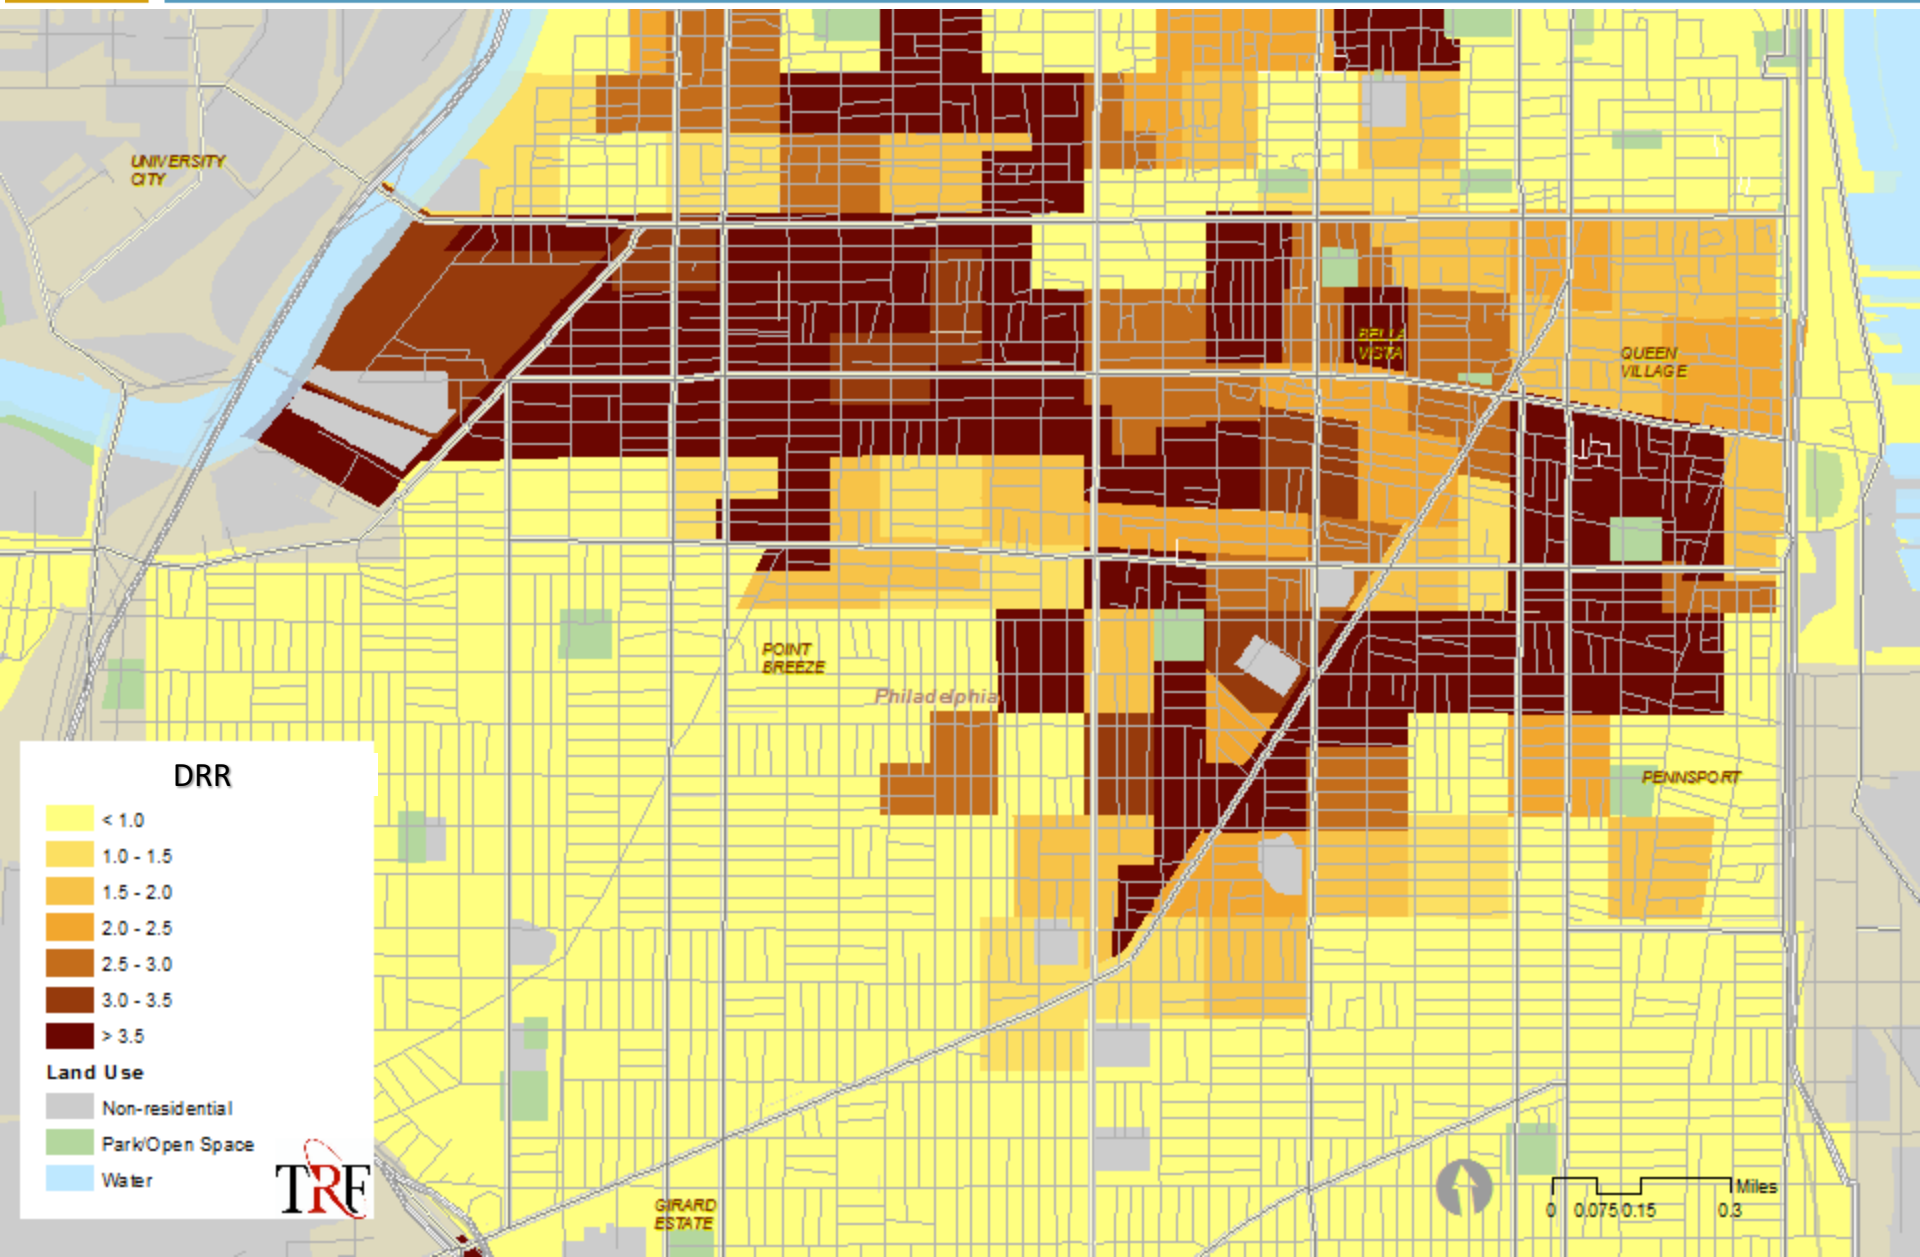 UNIVERSITY
CITY
BELLA
VISTA
QUEEN
VILLAGE
POINT
BREEZE
Philadelphia
PENNSPORT
DRR
< 1.0
1.0 - 1.5
1.5 - 2.0
2.0 - 2.5
2.5 - 3.0
3.0 - 3.5
> 3.5
Land Use
Non-residential
Park/Open Space
Water
TRF
GIRARD
ESTATE
Miles
0 0.075 0.15 0.3